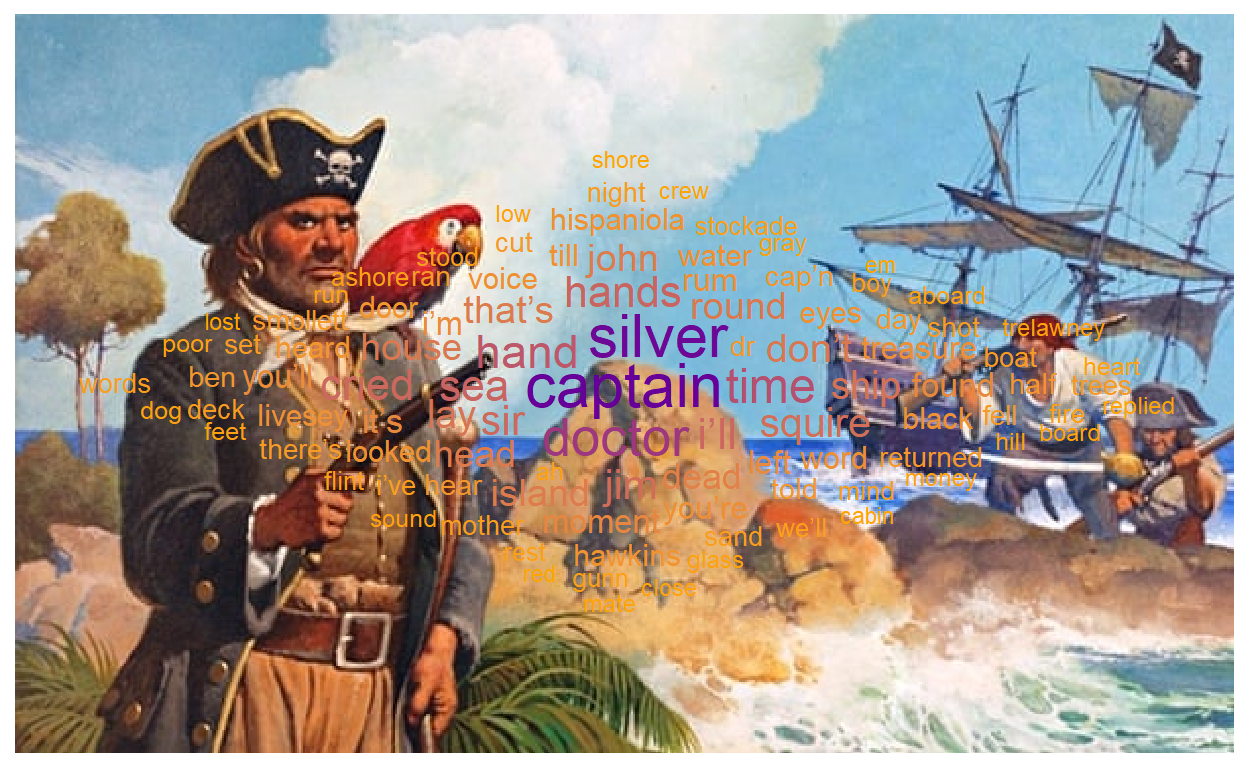 shore
night crew
low hispaniola stockade
cut gray
stood till john water
ashore ran voice hands rum cap'n em
run boy
door that's round aboard
lost smollett i'm eyes day shot trelawney
poor set heard house hand silver dr don't treasure boat
heart
words ben you'll cried sea captain time ship found half trees
dog deck livesey it's lay sir squire black fell fire replied
feet doctor i'll hill board
there's looked head left word returned
flint i've hear ah jim dead money
island told mind
sound mother moment you're cabin
sand we'll
rest hawkins glass
red gunn close
mate